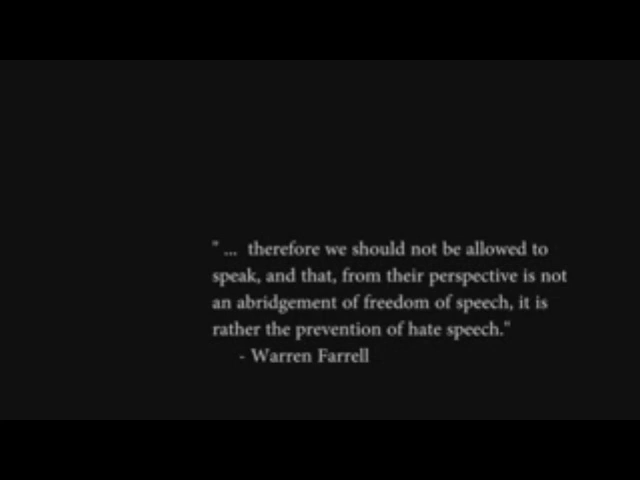 " ... therefore we should not be allowed to
speak, and that, from their perspective is not
an abridgement of freedom of speech, it is
rather the prevention of hate speech."
- Warren Farrell